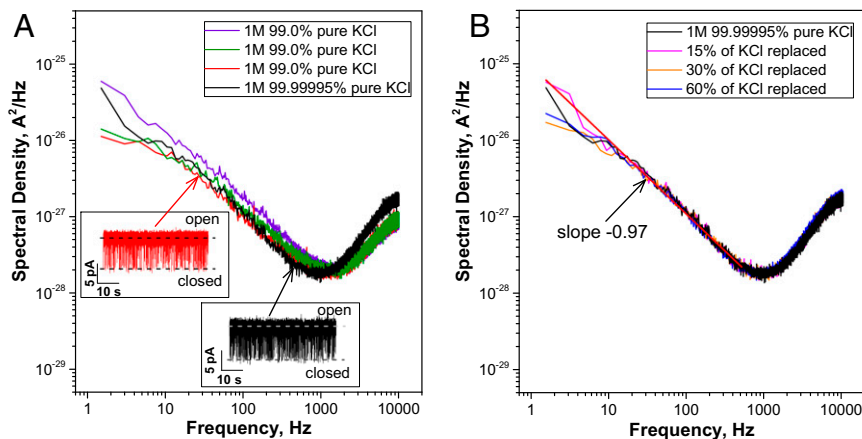 A
1M 99.0% pure KCl
1M 99.0% pure KCl
1M 99.0% pure KCl
1M 99.99995% pure KCl
Spectral Density, A²/Hz
10⁻²⁵
10⁻²⁶
10⁻²⁷
10⁻²⁸
10⁻²⁹
open
closed
5 pA
10 s
open
closed
5 pA
10 s
1 10 100 1000 10000
Frequency, Hz
B
1M 99.99995% pure KCl
15% of KCl replaced
30% of KCl replaced
60% of KCl replaced
Spectral Density, A²/Hz
10⁻²⁵
10⁻²⁶
10⁻²⁷
10⁻²⁸
10⁻²⁹
slope -0.97
1 10 100 1000 10000
Frequency, Hz